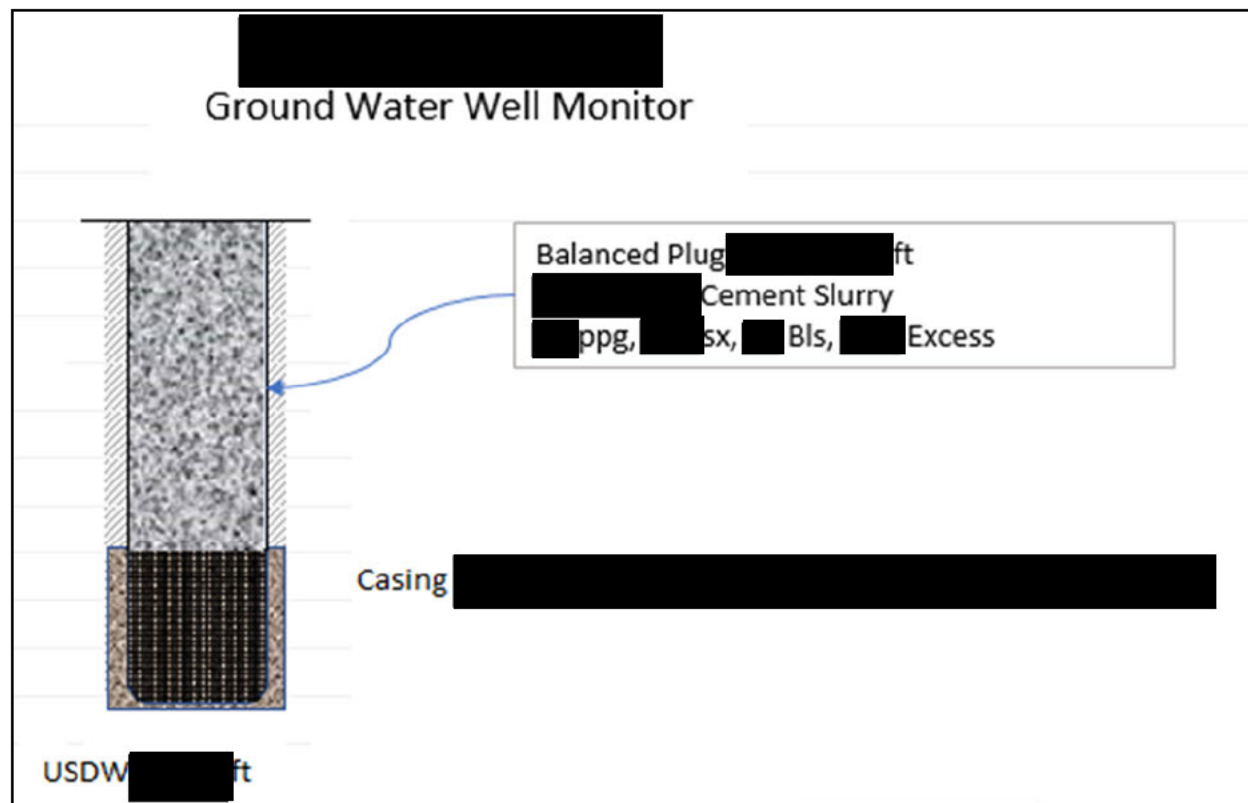 Ground Water Well Monitor
Balanced Plug ft
Cement Slurry
ppg, sx, Bls, Excess
Casing
USDW ft